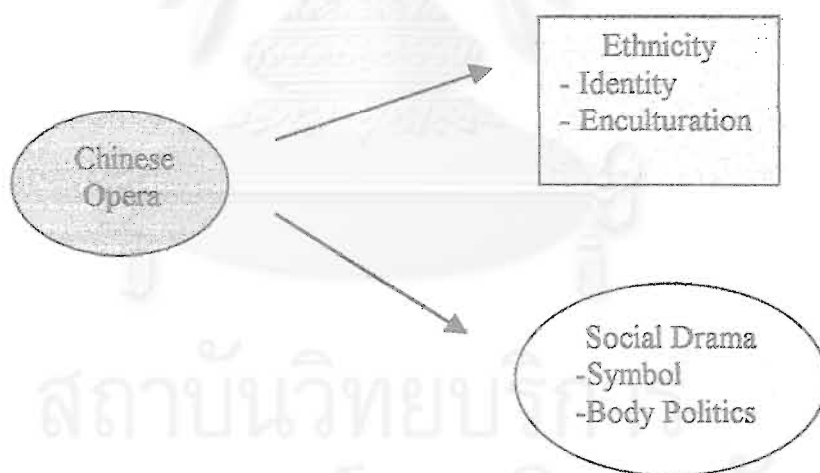 Ethnicity
- Identity
- Enculturation
Chinese
Opera
Social Drama
-Symbol
-Body Politics
สถาบันวิทยบริการ